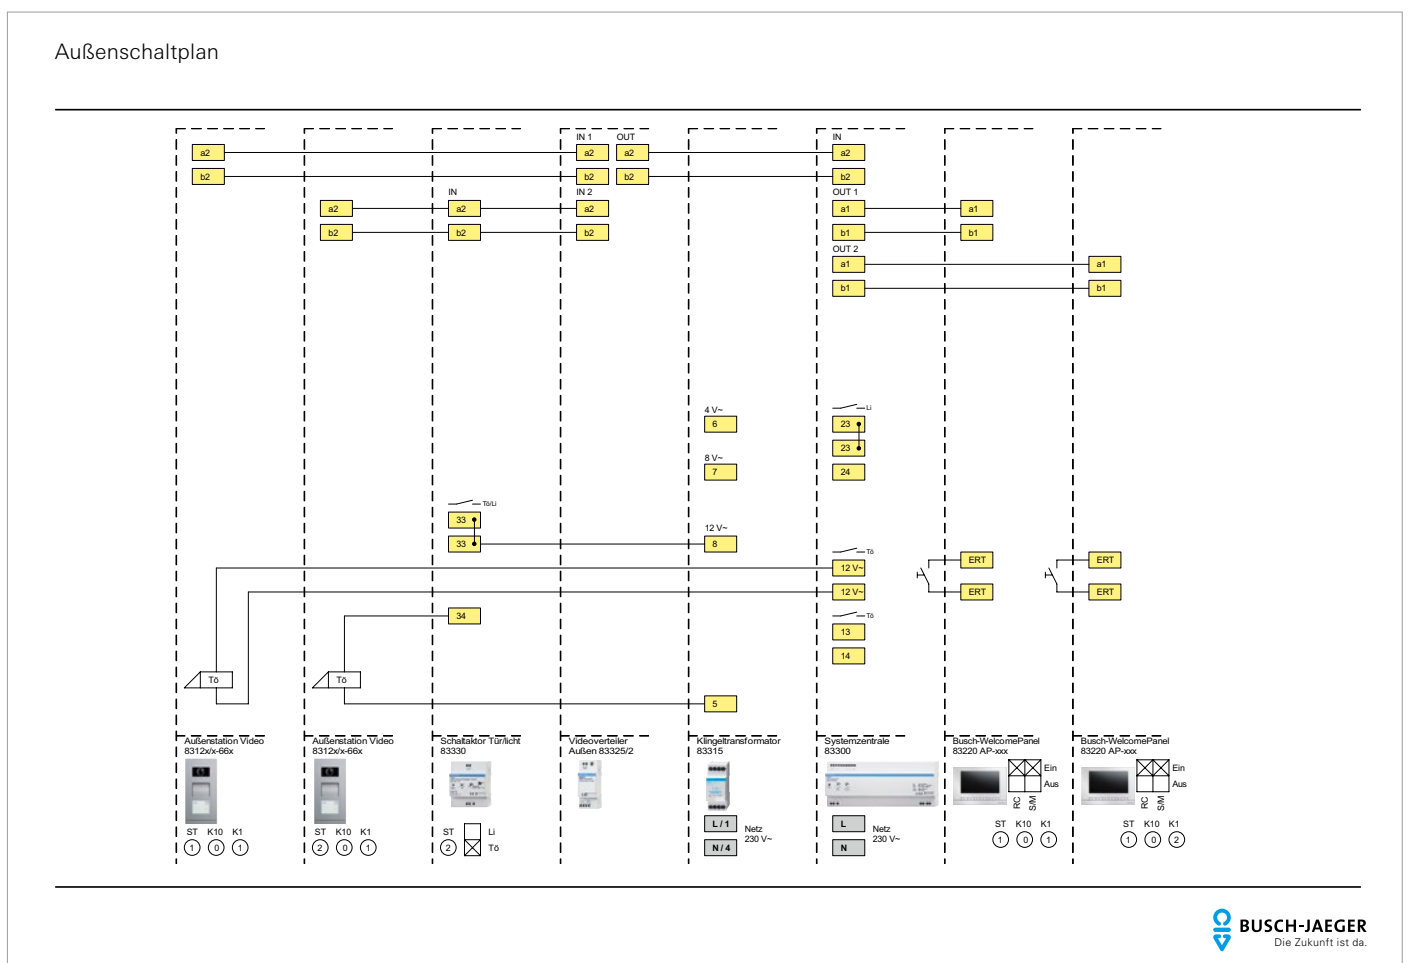 Außenschaltplan
IN 1 OUT IN
a2 a2 a2 a2
b2 b2 b2 b2
IN IN 2 OUT 1
a2 a2 a2 a1 a1
b2 b2 b2 b1 b1
OUT 2
a1 a1
b1 b1
4 V~ Li
6 23
23
8 V~
7 24
Tö/Li
33
12 V~
33 8
Tö
ERT ERT
12 V~
12 V~ ERT ERT
34 Tö
13
14
Tö Tö
5
Außenstation Video Außenstation Video Schaltaktor Tür/licht Videoverteiler Klingeltransformator Systemzentrale Busch-WelcomePanel Busch-WelcomePanel
8312x/x-66x 8312x/x-66x 83330 Außen 83325/2 83315 83300 83220 AP-xxx 83220 AP-xxx
Ein Ein
Aus Aus
RC S/M RC S/M
L / 1 Netz L Netz
ST K10 K1 ST K10 K1 ST Li 230 V~ 230 V~ ST K10 K1 ST K10 K1
1 0 1 2 0 1 2 Tö N / 4 N 1 0 1 1 0 2
BUSCH-JAEGER
Die Zukunft ist da.